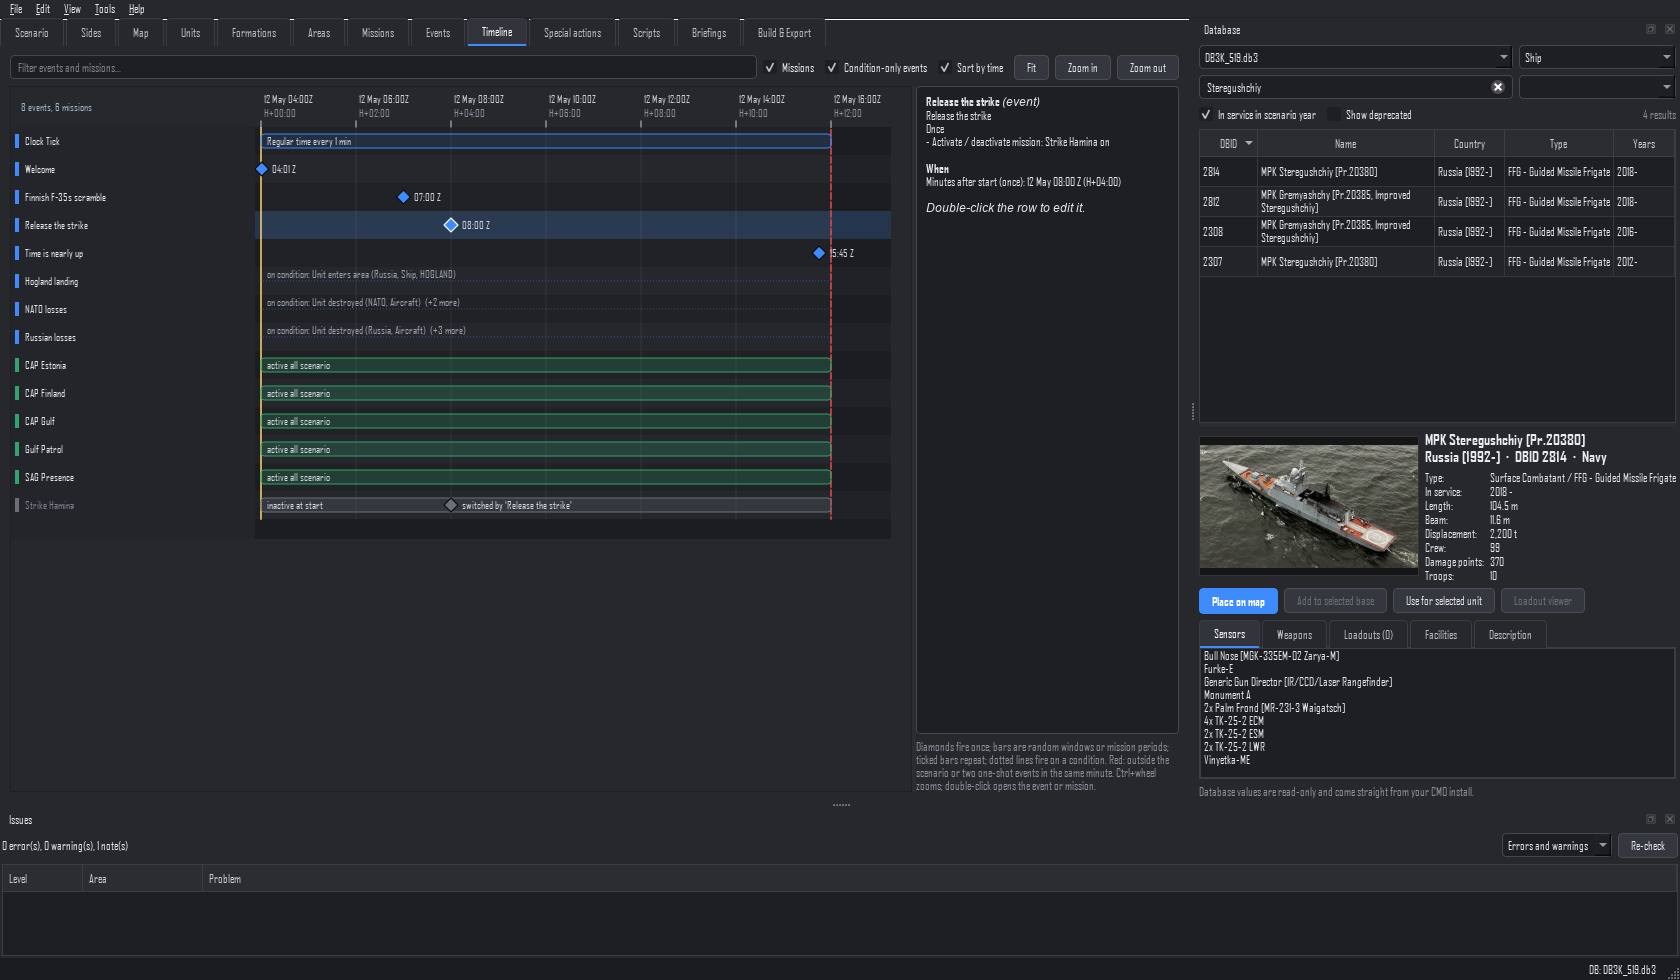 File Edit View Tools Help
Scenario Sides Map Units Formations Areas Missions Events Timeline Special actions Scripts Briefings Build & Export
Filter events and missions...
Missions Condition-only events Sort by time Fit Zoom in Zoom out
8 events, 6 missions
12 May 04:00Z 12 May 06:00Z 12 May 08:00Z 12 May 10:00Z 12 May 12:00Z 12 May 14:00Z 12 May 16:00Z
H+00:00 H+02:00 H+04:00 H+06:00 H+08:00 H+10:00 H+12:00
Clock Tick Regular time every 1 min
Welcome 04:01 Z
Finnish F-35s scramble 07:00 Z
Release the strike 08:00 Z
Time is nearly up 15:45 Z
Hogland landing on condition: Unit enters area (Russia, Ship, HOGLAND)
NATO losses on condition: Unit destroyed (NATO, Aircraft) (+2 more)
Russian losses on condition: Unit destroyed (Russia, Aircraft) (+3 more)
CAP Estonia active all scenario
CAP Finland active all scenario
CAP Gulf active all scenario
Gulf Patrol active all scenario
SAG Presence active all scenario
Strike Hamina inactive at start switched by 'Release the strike'
Release the strike (event)
Release the strike
Once
- Activate / deactivate mission: Strike Hamina on
When
Minutes after start (once): 12 May 08:00 Z (H+04:00)
Double-click the row to edit it.
Diamonds fire once; bars are random windows or mission periods;
ticked bars repeat; dotted lines fire on a condition. Red: outside the
scenario or two one-shot events in the same minute. Ctrl+wheel
zooms; double-click opens the event or mission.
Database
DB3K_519.db3 Ship
Steregushchiy
In service in scenario year Show deprecated 4 results
DBID Name Country Type Years
2814 MPK Steregushchiy [Pr.20380] Russia [1992-] FFG - Guided Missile Frigate 2018-
2812 MPK Gremyashchy [Pr.20385, Improved Steregushchiy] Russia [1992-] FFG - Guided Missile Frigate 2018-
2308 MPK Gremyashchy [Pr.20385, Improved Steregushchiy] Russia [1992-] FFG - Guided Missile Frigate 2016-
2307 MPK Steregushchiy [Pr.20380] Russia [1992-] FFG - Guided Missile Frigate 2012-
MPK Steregushchiy [Pr.20380]
Russia [1992-] · DBID 2814 · Navy
Type: Surface Combatant / FFG - Guided Missile Frigate
In service: 2018 -
Length: 104.5 m
Beam: 11.6 m
Displacement: 2,200 t
Crew: 99
Damage points: 370
Troops: 10
Place on map Add to selected base Use for selected unit Loadout viewer
Sensors Weapons Loadouts (0) Facilities Description
Bull Nose [MGK-335EM-02 Zarya-M]
Furke-E
Generic Gun Director [IR/CCD/Laser Rangefinder]
Monument A
2x Palm Frond [MR-231-3 Waigatsch]
4x TK-25-2 ECM
2x TK-25-2 ESM
2x TK-25-2 LWR
Vinyetka-ME
Database values are read-only and come straight from your CMO install.
Issues
0 error(s), 0 warning(s), 1 note(s) Errors and warnings Re-check
Level Area Problem
DB: DB3K_519.db3